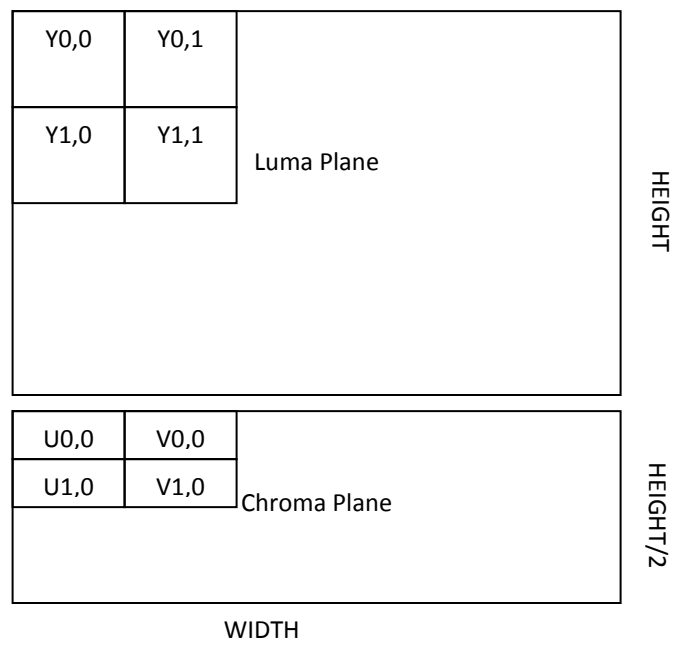 Y0,0 Y0,1
Y1,0 Y1,1
Luma Plane
HEIGHT
U0,0 V0,0
U1,0 V1,0
Chroma Plane
HEIGHT/2
WIDTH